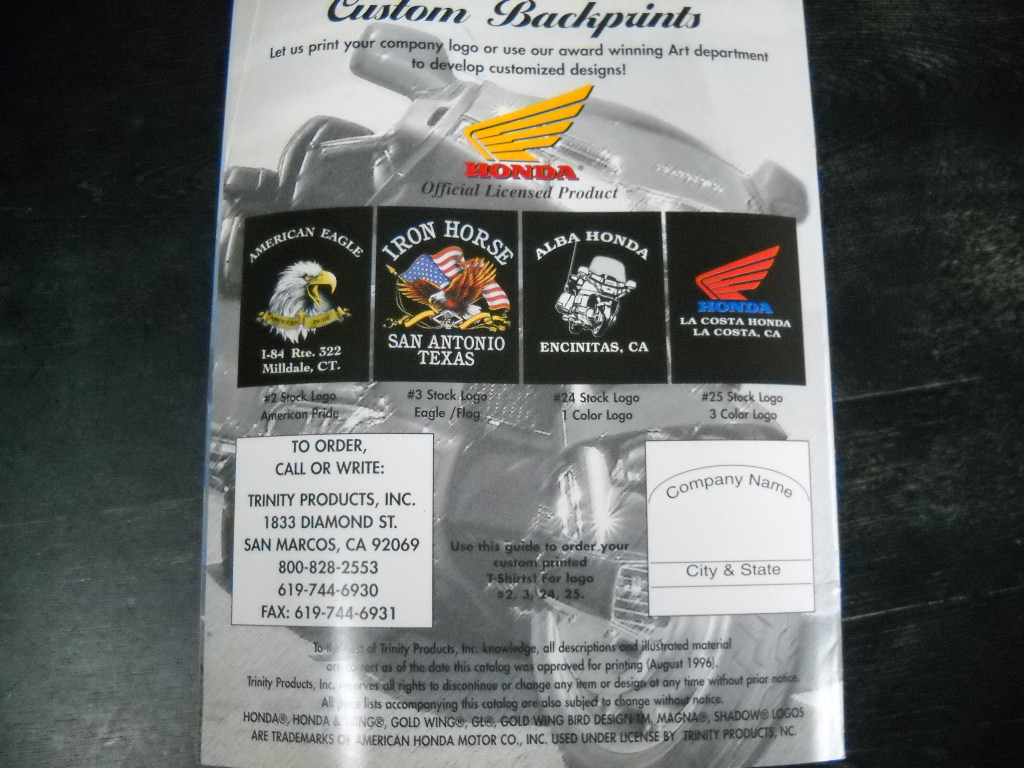 Custom Backprints
Let us print your company logo or use our award winning Art department
to develop customized designs!
HONDA
Official Licensed Product
AMERICAN EAGLE
I-84 Rte. 322
Milldale, CT.
IRON HORSE
SAN ANTONIO
TEXAS
ALBA HONDA
ENCINITAS, CA
HONDA
LA COSTA HONDA
LA COSTA, CA
#2 Stock Logo
American Pride
#3 Stock Logo
Eagle /Flag
#24 Stock Logo
1 Color Logo
#25 Stock Logo
3 Color Logo
TO ORDER,
CALL OR WRITE:
TRINITY PRODUCTS, INC.
1833 DIAMOND ST.
SAN MARCOS, CA 92069
800-828-2553
619-744-6930
FAX: 619-744-6931
Use this guide to order your
custom printed
T-Shirts! For logo
#2, 3, 24, 25.
Company Name
City & State
To the best of Trinity Products, Inc. knowledge, all descriptions and illustrated material
are correct as of the date this catalog was approved for printing (August 1996).
Trinity Products, Inc. reserves all rights to discontinue or change any item or design at any time without prior notice.
All price lists accompanying this catalog are also subject to change without notice.
HONDA®, HONDA & WING®, GOLD WING®, GL®, GOLD WING BIRD DESIGN TM, MAGNA®, SHADOW® LOGOS
ARE TRADEMARKS OF AMERICAN HONDA MOTOR CO., INC. USED UNDER LICENSE BY TRINITY PRODUCTS, NC.